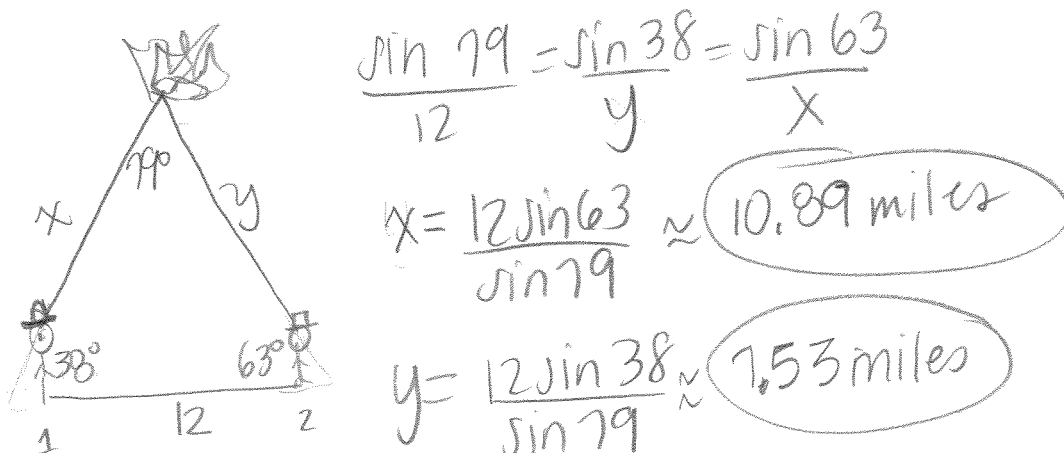 sin 79 / 12 = sin 38 / y = sin 63 / x
79°
x
y
x = 12 sin 63 / sin 79 ≈ 10.89 miles
38°
63°
12
1
2
y = 12 sin 38 / sin 79 ≈ 7.53 miles